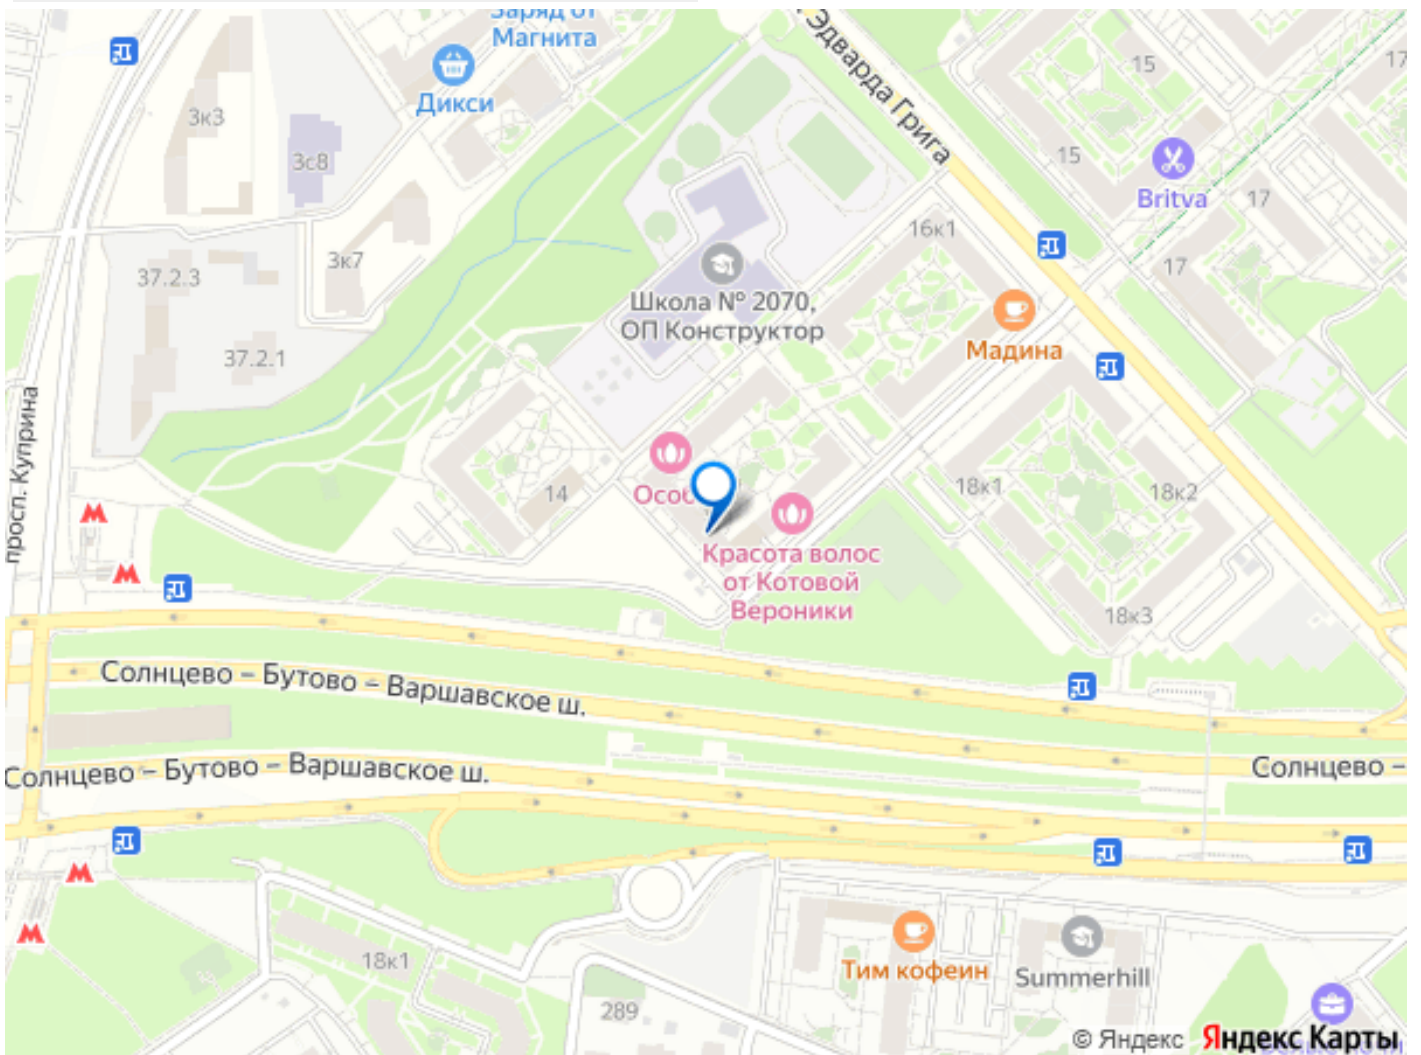 Заряд от
Магнита
Дикси
Эдварда Грига
15
17
3к3
3с8
15
Britva
17
16к1
17
3к7
37.2.3
Школа № 2070,
ОП Конструктор
Мадина
37.2.1
просп. Куприна
14
18к1
18к2
Красота волос
от Котовой
Вероники
18к3
Солнцево – Бутово – Варшавское ш.
Солнцево – Бутово – Варшавское ш.
Солнцево –
18к1
Тим кофеин
Summerhill
289
© Яндекс Яндекс Карты